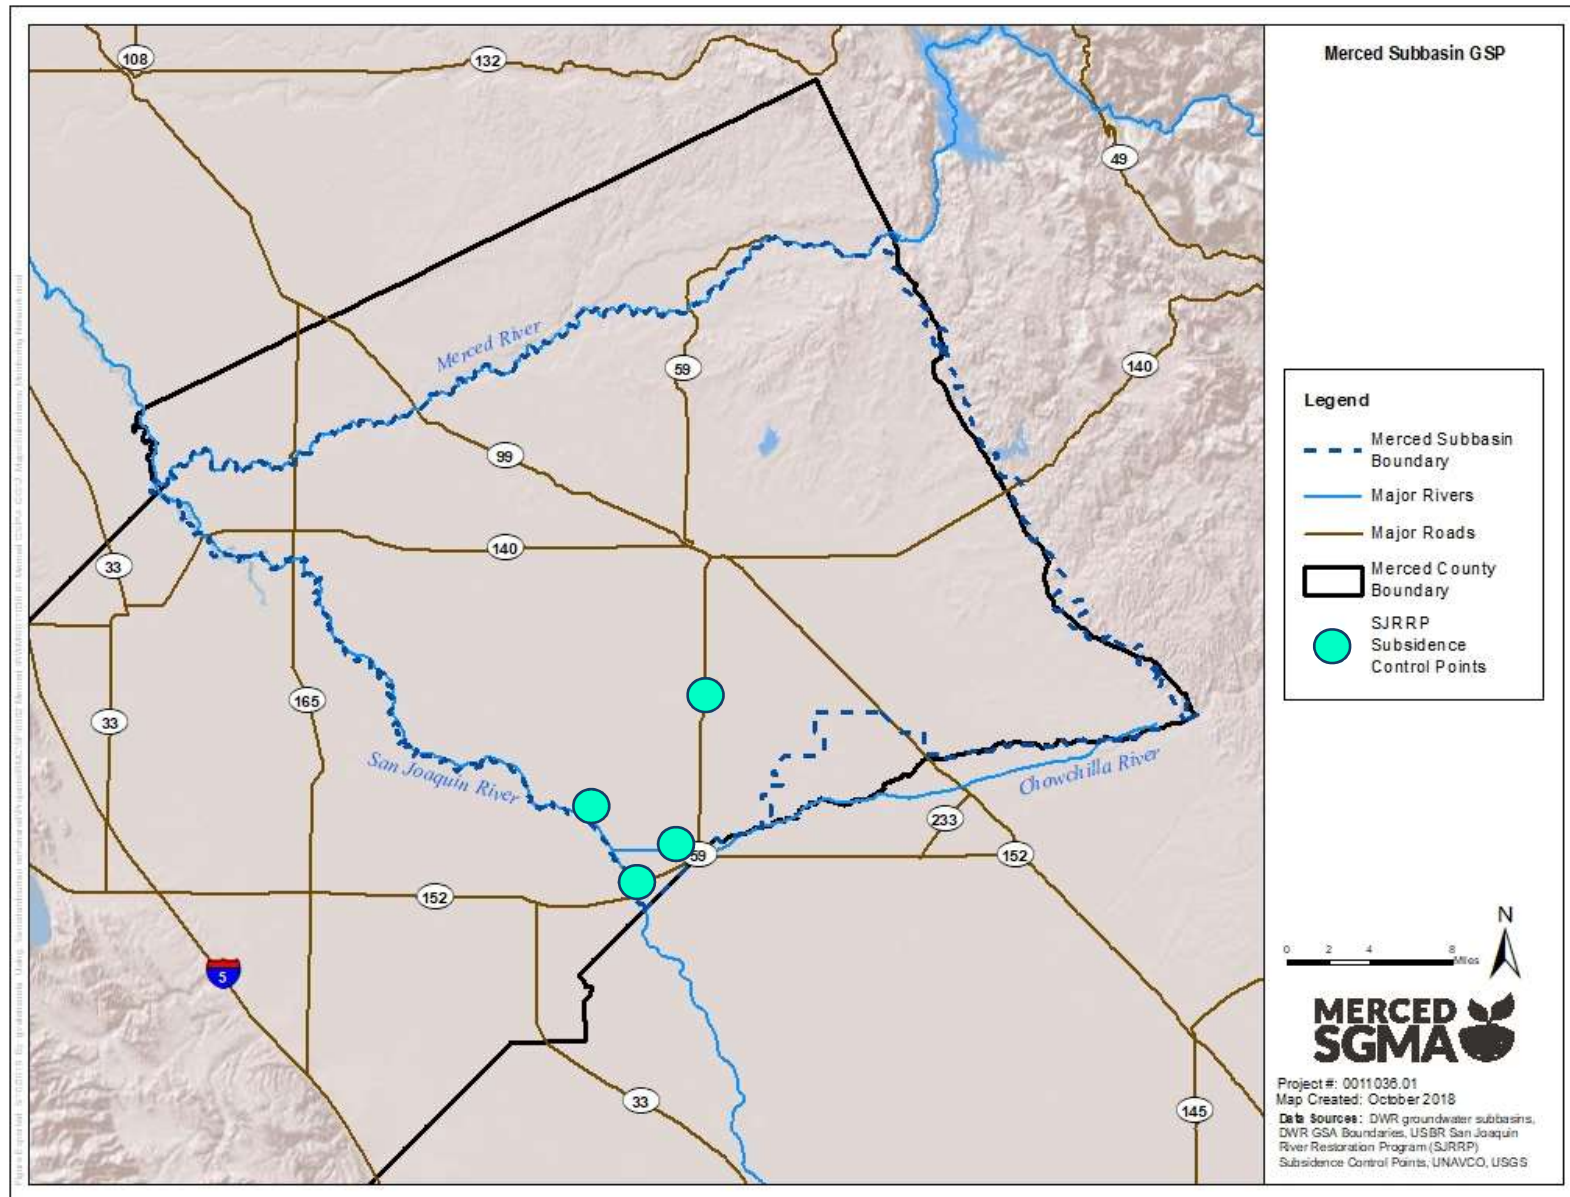 Merced Subbasin GSP
108
132
49
Merced River
59
140
99
140
33
33
165
San Joaquin River
Chowchilla River
233
59
152
152
5
33
145
Legend
Merced Subbasin
Boundary
Major Rivers
Major Roads
Merced County
Boundary
SJRRP
Subsidence
Control Points
N
0 2 4 8
Miles
MERCED
SGMA
Project #: 0011036.01
Map Created: October 2018
Data Sources: DWR groundwater subbasins,
DWR GSA Boundaries, USBR San Joaquin
River Restoration Program (SJRRP)
Subsidence Control Points, UNAVCO, USGS